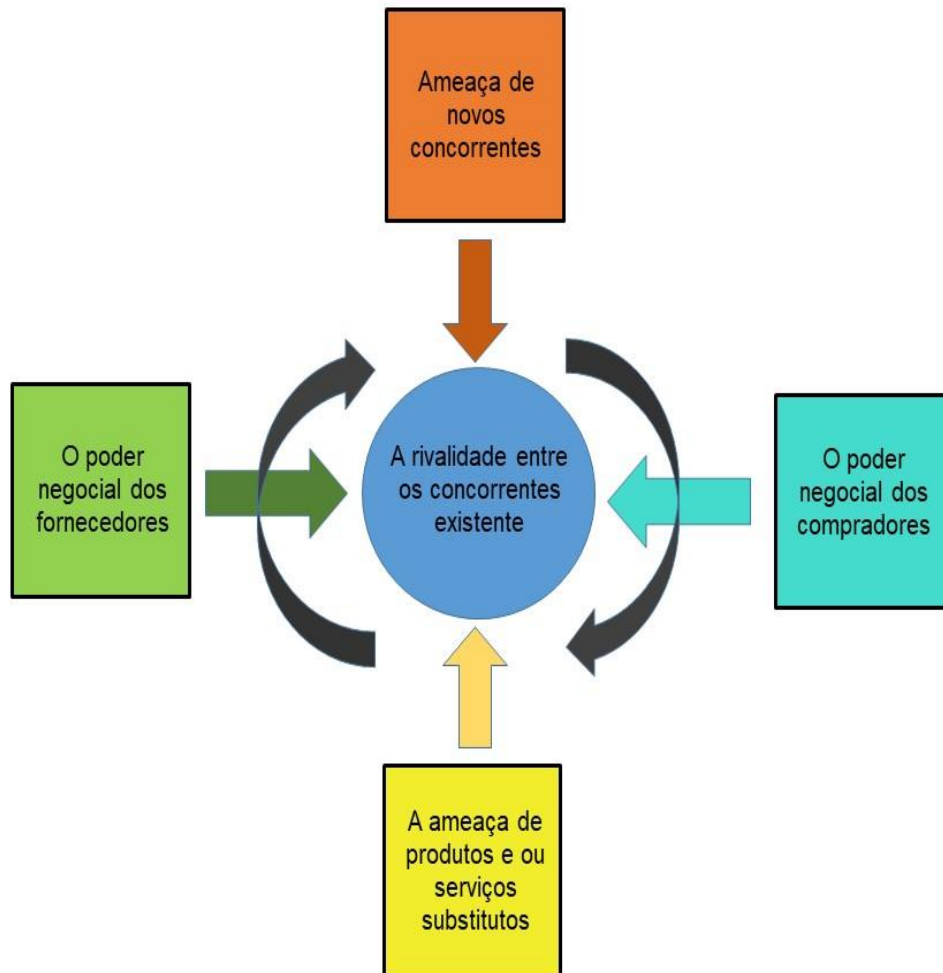 Ameaça de
novos
concorrentes
O poder
negocial dos
fornecedores
A rivalidade entre
os concorrentes
existente
O poder
negocial dos
compradores
A ameaça de
produtos e ou
serviços
substitutos